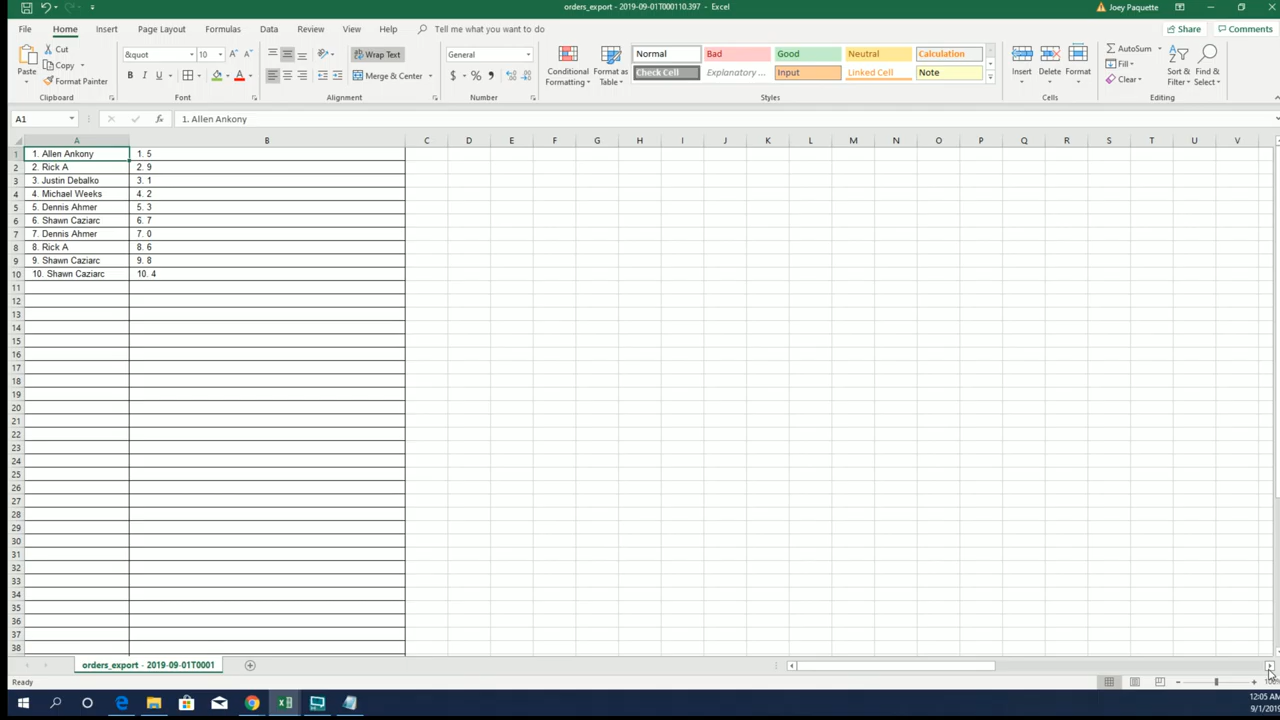 orders_export - 2019-09-01T000110.397 - Excel
Joey Paquette
File Home Insert Page Layout Formulas Data Review View Help Tell me what you want to do
Share Comments
Paste
Cut
Copy
Format Painter
Clipboard
&quot 10
B I U
Font
Wrap Text
Merge & Center
Alignment
General
$ % ,
Number
Conditional Formatting
Format as Table
Normal Bad Good Neutral Calculation
Check Cell Explanatory ... Input Linked Cell Note
Styles
Insert Delete Format
Cells
AutoSum
Fill
Clear
Sort & Filter
Find & Select
Editing
A1 fx 1. Allen Ankony
A B C D E F G H I J K L M N O P Q R S T U V
1 1. Allen Ankony 1. 5
2 2. Rick A 2. 9
3 3. Justin Debalko 3. 1
4 4. Michael Weeks 4. 2
5 5. Dennis Ahmer 5. 3
6 6. Shawn Caziarc 6. 7
7 7. Dennis Ahmer 7. 0
8 8. Rick A 8. 6
9 9. Shawn Caziarc 9. 8
10 10. Shawn Caziarc 10. 4
11
12
13
14
15
16
17
18
19
20
21
22
23
24
25
26
27
28
29
30
31
32
33
34
35
36
37
38
orders_export - 2019-09-01T0001
Ready
12:05 AM
9/1/2019